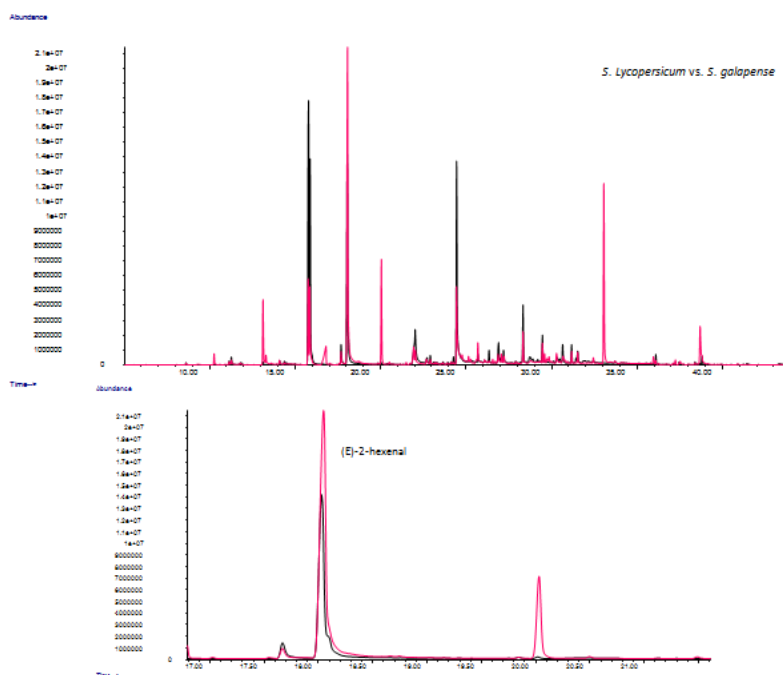 Abundance
2.1e+07
2e+07
1.9e+07
1.8e+07
1.7e+07
1.6e+07
1.5e+07
1.4e+07
1.3e+07
1.2e+07
1.1e+07
1e+07
9000000
8000000
7000000
6000000
5000000
4000000
3000000
2000000
1000000
0
S. Lycopersicum vs. S. galapense
10.00 15.00 20.00 25.00 30.00 35.00 40.00
Time-->
Abundance
2.1e+07
2e+07
1.9e+07
1.8e+07
1.7e+07
1.6e+07
1.5e+07
1.4e+07
1.3e+07
1.2e+07
1.1e+07
1e+07
9000000
8000000
7000000
6000000
5000000
4000000
3000000
2000000
1000000
0
(E)-2-hexenal
17.00 17.50 18.00 18.50 19.00 19.50 20.00 20.50 21.00